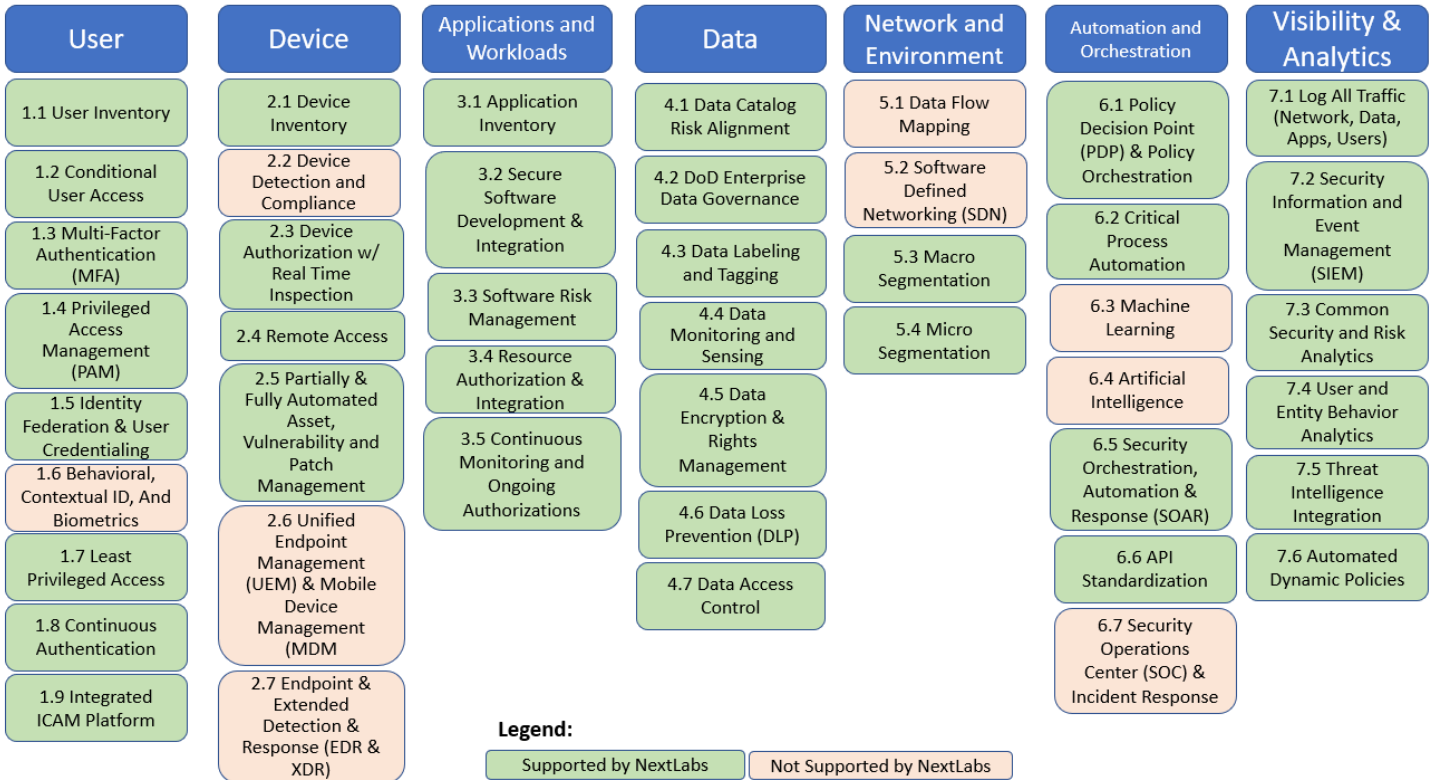 User
1.1 User Inventory
1.2 Conditional
User Access
1.3 Multi-Factor
Authentication
(MFA)
1.4 Privileged
Access
Management
(PAM)
1.5 Identity
Federation & User
Credentialing
1.6 Behavioral,
Contextual ID, And
Biometrics
1.7 Least
Privileged Access
1.8 Continuous
Authentication
1.9 Integrated
ICAM Platform
Device
2.1 Device
Inventory
2.2 Device
Detection and
Compliance
2.3 Device
Authorization w/
Real Time
Inspection
2.4 Remote Access
2.5 Partially &
Fully Automated
Asset,
Vulnerability and
Patch
Management
2.6 Unified
Endpoint
Management
(UEM) & Mobile
Device
Management
(MDM
2.7 Endpoint &
Extended
Detection &
Response (EDR &
XDR)
Applications and
Workloads
3.1 Application
Inventory
3.2 Secure
Software
Development &
Integration
3.3 Software Risk
Management
3.4 Resource
Authorization &
Integration
3.5 Continuous
Monitoring and
Ongoing
Authorizations
Data
4.1 Data Catalog
Risk Alignment
4.2 DoD Enterprise
Data Governance
4.3 Data Labeling
and Tagging
4.4 Data
Monitoring and
Sensing
4.5 Data
Encryption &
Rights
Management
4.6 Data Loss
Prevention (DLP)
4.7 Data Access
Control
Network and
Environment
5.1 Data Flow
Mapping
5.2 Software
Defined
Networking (SDN)
5.3 Macro
Segmentation
5.4 Micro
Segmentation
Automation and
Orchestration
6.1 Policy
Decision Point
(PDP) & Policy
Orchestration
6.2 Critical
Process
Automation
6.3 Machine
Learning
6.4 Artificial
Intelligence
6.5 Security
Orchestration,
Automation &
Response (SOAR)
6.6 API
Standardization
6.7 Security
Operations
Center (SOC) &
Incident Response
Visibility &
Analytics
7.1 Log All Traffic
(Network, Data,
Apps, Users)
7.2 Security
Information and
Event
Management
(SIEM)
7.3 Common
Security and Risk
Analytics
7.4 User and
Entity Behavior
Analytics
7.5 Threat
Intelligence
Integration
7.6 Automated
Dynamic Policies
Legend:
Supported by NextLabs
Not Supported by NextLabs